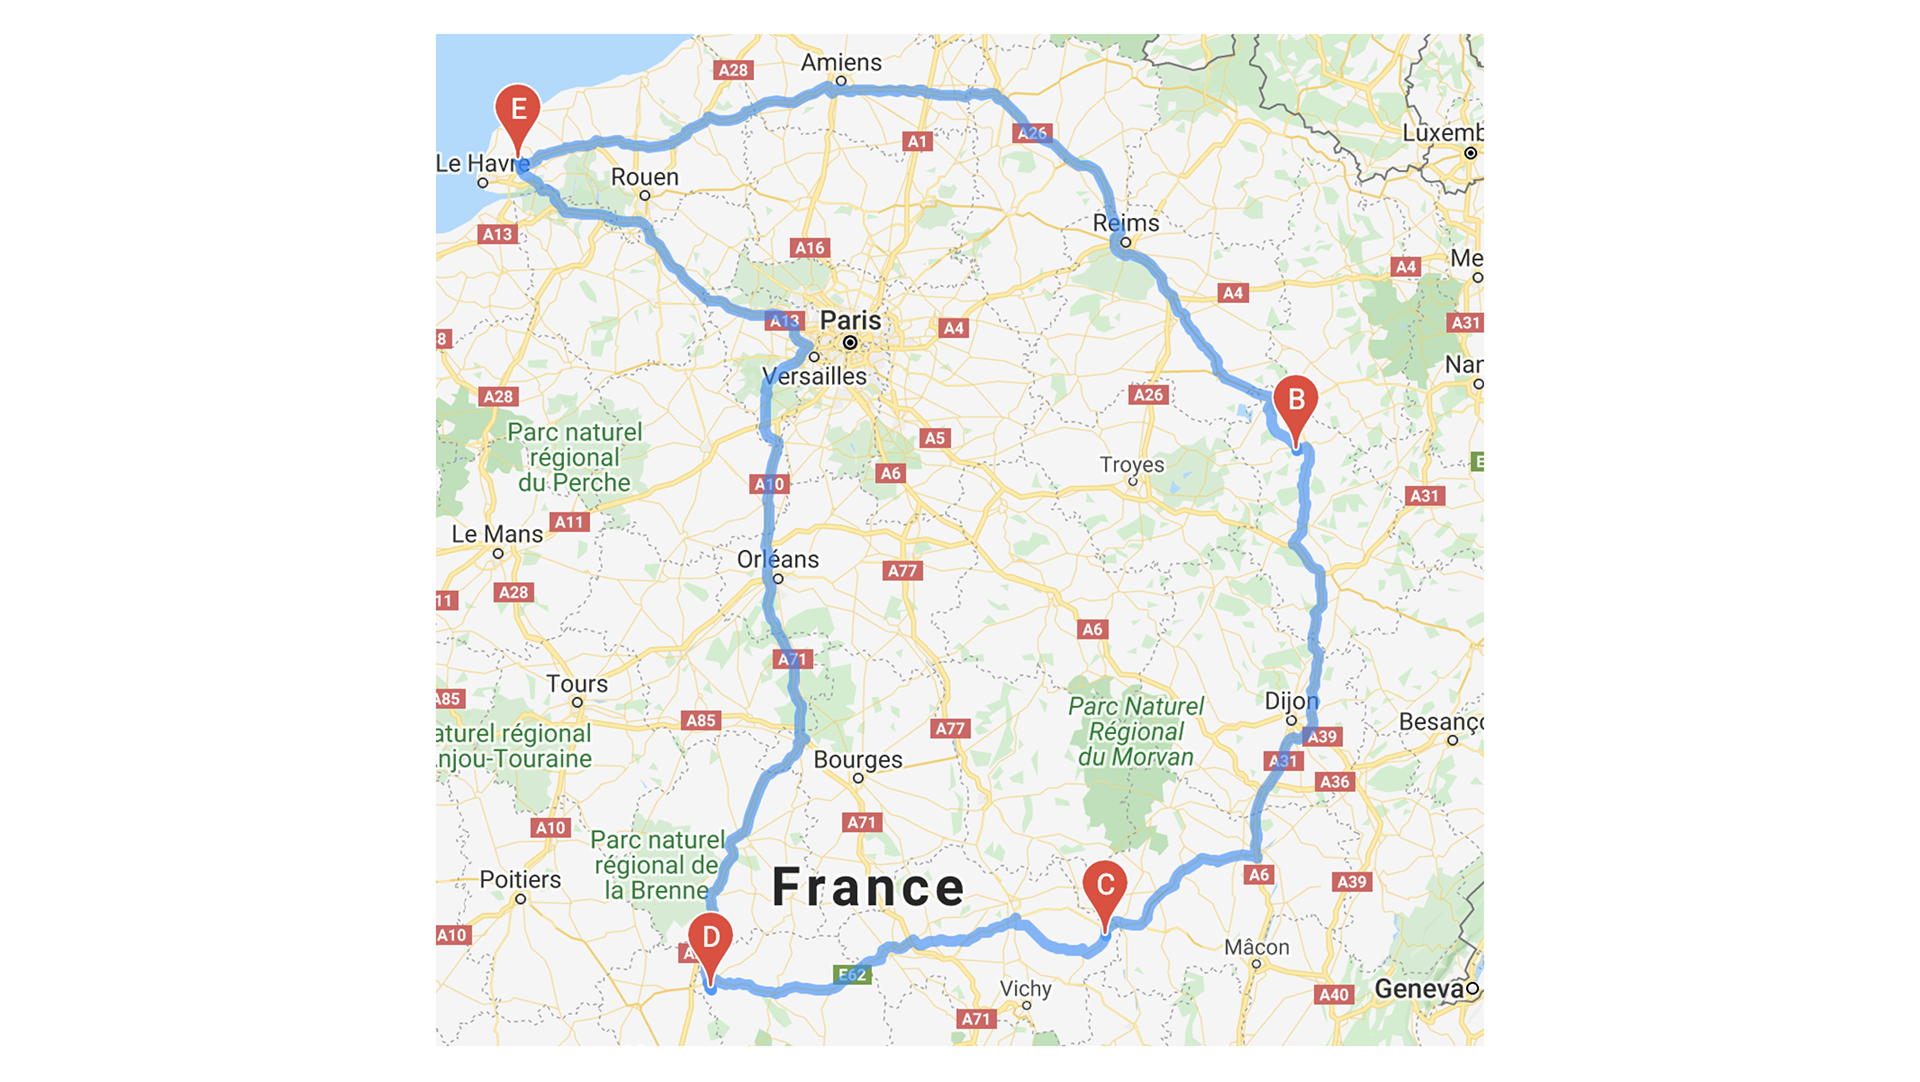 Amiens
A28
E
A1
A26
Luxemb
Le Havre
Rouen
Reims
A13
A16
A4
Me
A4
A13
Paris
A4
A31
8
Versailles
Nan
A28
A26
B
Parc naturel
régional
du Perche
A5
Troyes
A6
E
A10
A31
A11
Le Mans
Orléans
A77
A28
11
A6
A71
Tours
A85
Parc Naturel
Régional
du Morvan
Dijon
A85
A77
Besanço
aturel régional
njou-Touraine
A39
Bourges
A31
A36
A10
A71
Parc naturel
régional de
la Brenne
France
Poitiers
C
A6
A39
A10
D
A
Mâcon
E62
Vichy
Geneva
A40
A71